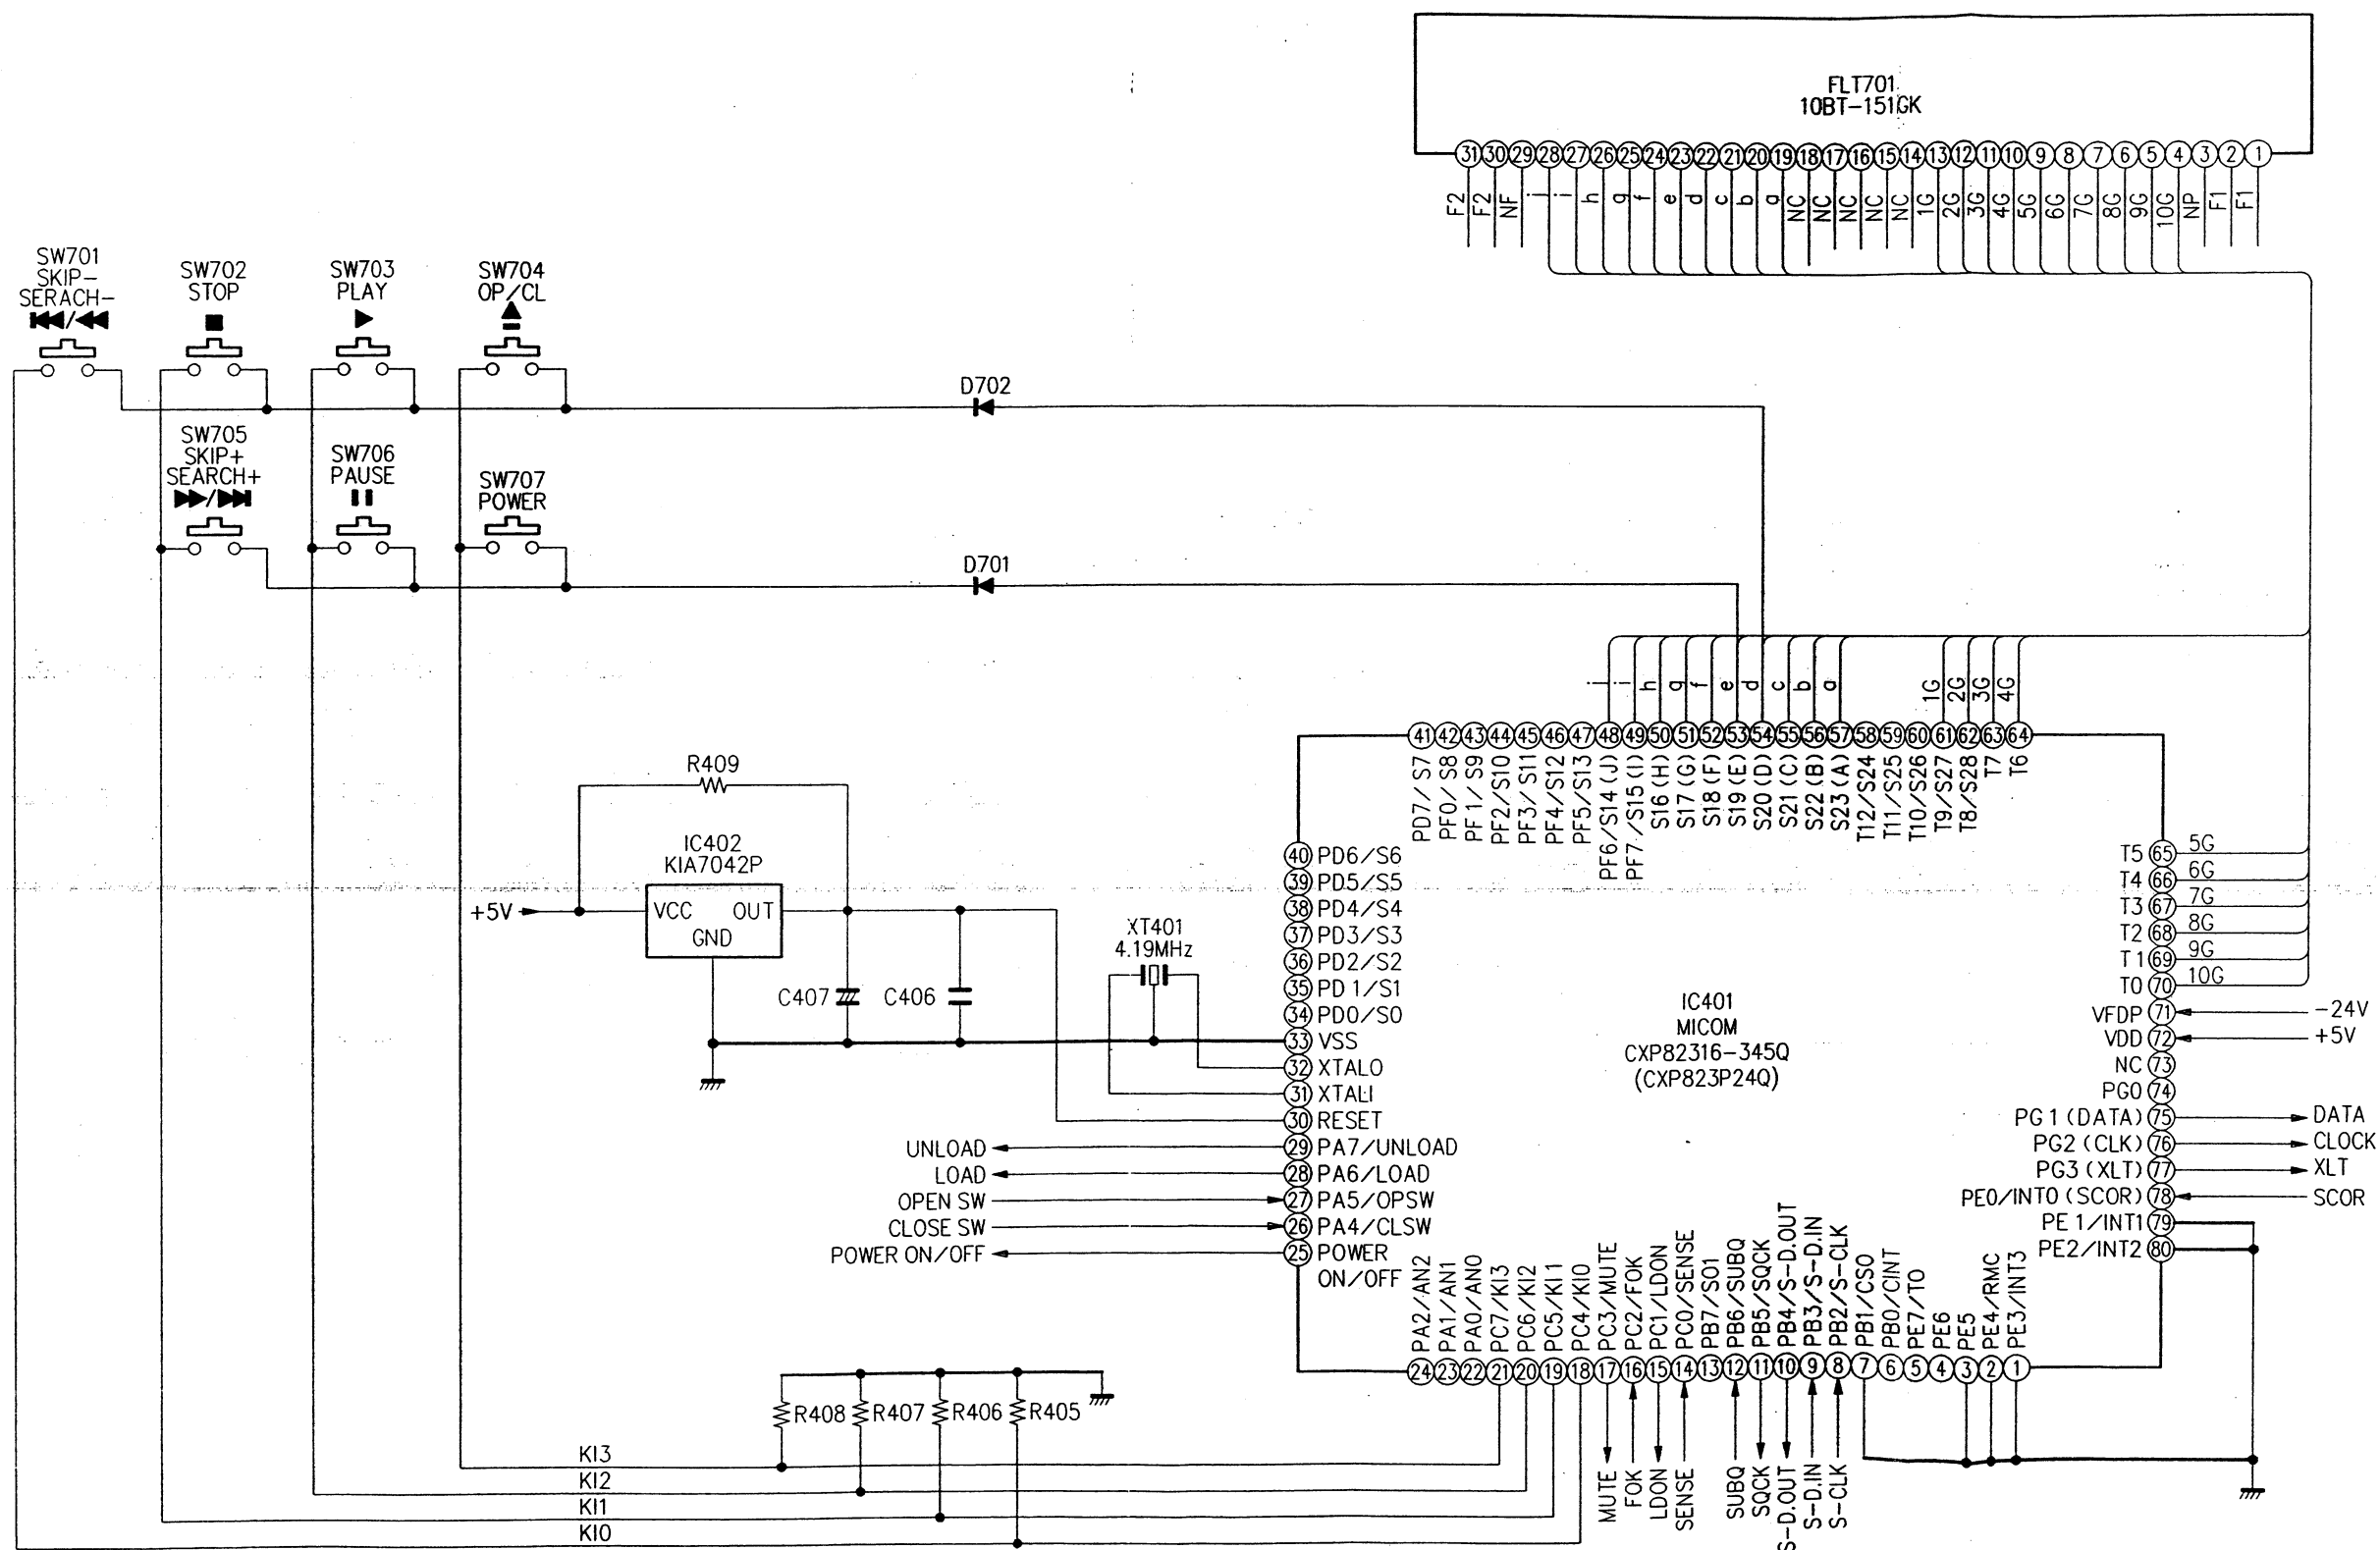 FLT701
10BT-151GK
31 30 29 28 27 26 25 24 23 22 21 20 19 18 17 16 15 14 13 12 11 10 9 8 7 6 5 4 3 2 1
F2 F2 NF j i h g f e d c b a NC NC NC NC NC 1G 2G 3G 4G 5G 6G 7G 8G 9G 10G NP F1 F1
SW701
SKIP-
SERACH-
SW702
STOP
SW703
PLAY
SW704
OP/CL
D702
SW705
SKIP+
SEARCH+
SW706
PAUSE
SW707
POWER
D701
j i h g f e d c b a 1G 2G 3G 4G
41 42 43 44 45 46 47 48 49 50 51 52 53 54 55 56 57 58 59 60 61 62 63 64
PD7/S7
PF0/S8
PF1/S9
PF2/S10
PF3/S11
PF4/S12
PF5/S13
PF6/S14(J)
PF7/S15(I)
S16(H)
S17(G)
S18(F)
S19(E)
S20(D)
S21(C)
S22(B)
S23(A)
T12/S24
T11/S25
T10/S26
T9/S27
T8/S28
T7
T6
R409
IC402
KIA7042P
+5V
VCC OUT
GND
C407
C406
XT401
4.19MHz
40 PD6/S6
39 PD5/S5
38 PD4/S4
37 PD3/S3
36 PD2/S2
35 PD1/S1
34 PD0/S0
33 VSS
32 XTALO
31 XTALI
30 RESET
UNLOAD 29 PA7/UNLOAD
LOAD 28 PA6/LOAD
OPEN SW 27 PA5/OPSW
CLOSE SW 26 PA4/CLSW
POWER ON/OFF 25 POWER
ON/OFF
IC401
MICOM
CXP82316-345Q
(CXP823P24Q)
T5 65 5G
T4 66 6G
T3 67 7G
T2 68 8G
T1 69 9G
T0 70 10G
VFDP 71 -24V
VDD 72 +5V
NC 73
PG0 74
PG1(DATA) 75 DATA
PG2(CLK) 76 CLOCK
PG3(XLT) 77 XLT
PE0/INT0(SCOR) 78 SCOR
PE1/INT1 79
PE2/INT2 80
PA2/AN2
PA1/AN1
PA0/AN0
PC7/KI3
PC6/KI2
PC5/KI1
PC4/KI0
PC3/MUTE
PC2/FOK
PC1/LDON
PC0/SENSE
PB7/SO1
PB6/SUBQ
PB5/SQCK
PB4/S-D.OUT
PB3/S-D.IN
PB2/S-CLK
PB1/CSO
PB0/CINT
PE7/TO
PE6
PE5
PE4/RMC
PE3/INT3
24 23 22 21 20 19 18 17 16 15 14 13 12 11 10 9 8 7 6 5 4 3 2 1
R408 R407 R406 R405
KI3
KI2
KI1
KI0
MUTE
FOK
LDON
SENSE
SUBQ
SQCK
S-D.OUT
S-D.IN
S-CLK